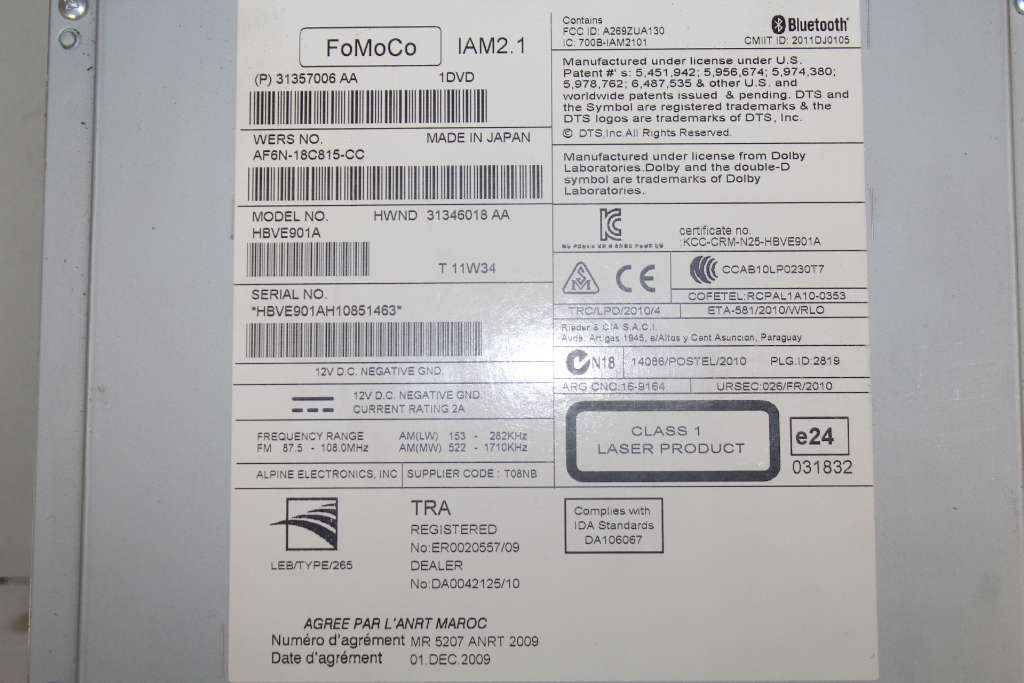 FoMoCo
IAM2.1
(P) 31357006 AA
1DVD
WERS NO.
MADE IN JAPAN
AF6N-18C815-CC
MODEL NO.
HWND 31346018 AA
HBVE901A
T 11W34
SERIAL NO.
*HBVE901AH10851463*
12V D.C. NEGATIVE GND.
12V D.C. NEGATIVE GND
CURRENT RATING 2A
FREQUENCY RANGE
AM(LW) 153 - 282KHz
FM 87.5 - 108.0MHz
AM(MW) 522 - 1710KHz
ALPINE ELECTRONICS, INC
SUPPLIER CODE : T08NB
Contains
FCC ID: A269ZUA130
IC: 700B-IAM2101
Bluetooth®
CMIIT ID: 2011DJ0105
Manufactured under license under U.S.
Patent #' s: 5,451,942; 5,956,674; 5,974,380;
5,978,762; 6,487,535 & other U.S. and
worldwide patents issued & pending. DTS and
the Symbol are registered trademarks & the
DTS logos are trademarks of DTS, Inc.
© DTS,Inc.All Rights Reserved.
Manufactured under license from Dolby
Laboratories.Dolby and the double-D
symbol are trademarks of Dolby
Laboratories.
certificate no.
:KCC-CRM-N25-HBVE901A
CE
CCAB10LP0230T7
COFETEL:RCPAL1A10-0353
TRC/LPD/2010/4
ETA-581/2010/WRLO
Rieder & CIA S.A.C.I.
Avda. Artigas 1945, e/Altos y Cent Asuncion, Paraguay
N18
14086/POSTEL/2010
PLG.ID:2819
ARG CNC:16-9164
URSEC:026/FR/2010
CLASS 1
LASER PRODUCT
e24
031832
LEB/TYPE/265
TRA
REGISTERED
No:ER0020557/09
DEALER
No:DA0042125/10
Complies with
IDA Standards
DA106067
AGREE PAR L'ANRT MAROC
Numéro d'agrément MR 5207 ANRT 2009
Date d'agrément 01.DEC.2009